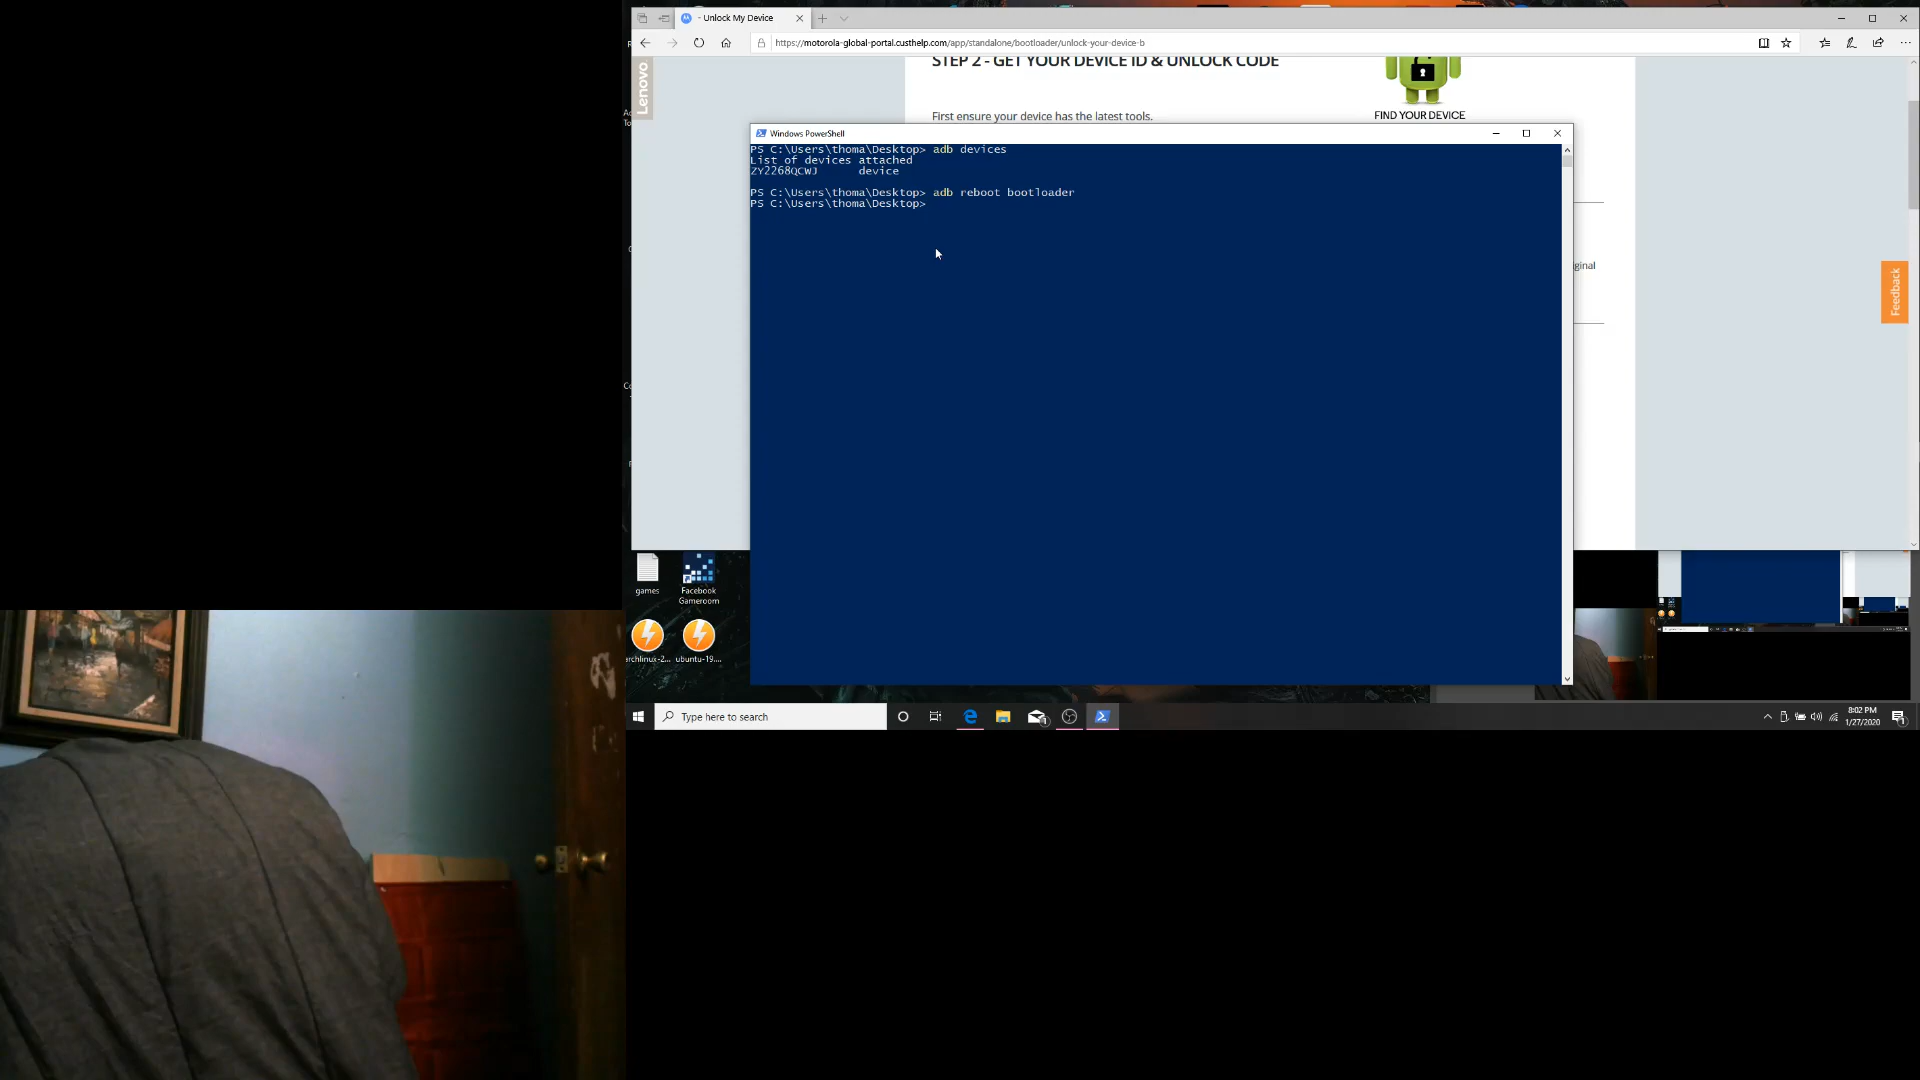 - Unlock My Device
https://motorola-global-portal.custhelp.com/app/standalone/bootloader/unlock-your-device-b
Lenovo
STEP 2 - GET YOUR DEVICE ID & UNLOCK CODE
First ensure your device has the latest tools.
FIND YOUR DEVICE
Windows PowerShell
PS C:\Users\thoma\Desktop> adb devices
List of devices attached
ZY2268QCWJ device
PS C:\Users\thoma\Desktop> adb reboot bootloader
PS C:\Users\thoma\Desktop>
ginal
Feedback
games
Facebook
Gameroom
archlinux-2...
ubuntu-19....
Type here to search
8:02 PM
1/27/2020